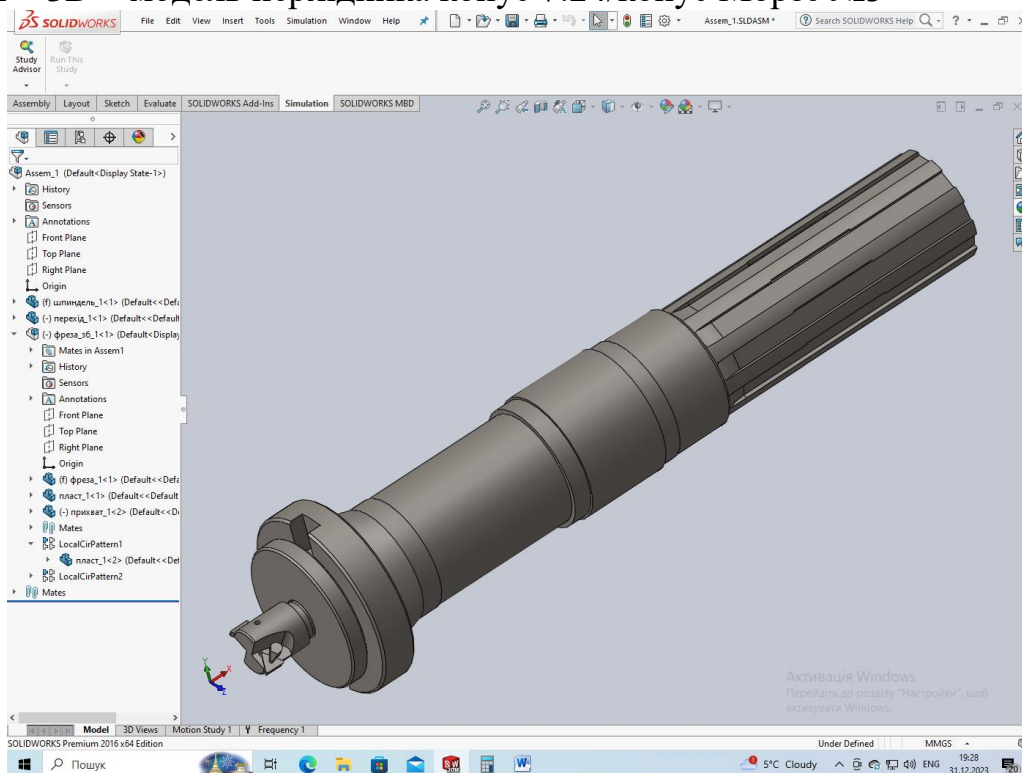 SOLIDWORKS File Edit View Insert Tools Simulation Window Help Assem_1.SLDASM * Search SOLIDWORKS Help
Study Advisor
Run This Study
Assembly Layout Sketch Evaluate SOLIDWORKS Add-Ins Simulation SOLIDWORKS MBD
Assem_1 (Default<Display State-1>)
History
Sensors
Annotations
Front Plane
Top Plane
Right Plane
Origin
(f) шпиндель_1<1> (Default<<Defa
(-) перехід_1<1> (Default<<Default
(-) фреза_зб_1<1> (Default<Display
Mates in Assem1
History
Sensors
Annotations
Front Plane
Top Plane
Right Plane
Origin
(f) фреза_1<1> (Default<<Defa
пласт_1<1> (Default<<Default
(-) прихват_1<2> (Default<<De
Mates
LocalCirPattern1
пласт_1<2> (Default<<Def
LocalCirPattern2
Mates
Y X Z
Активація Windows
Перейдіть до розділу "Настройки", щоб
активувати Windows.
Model 3D Views Motion Study 1 Frequency 1
SOLIDWORKS Premium 2016 x64 Edition Under Defined MMGS
Пошук 5°C Cloudy ENG 19:28
31.12.2023 20